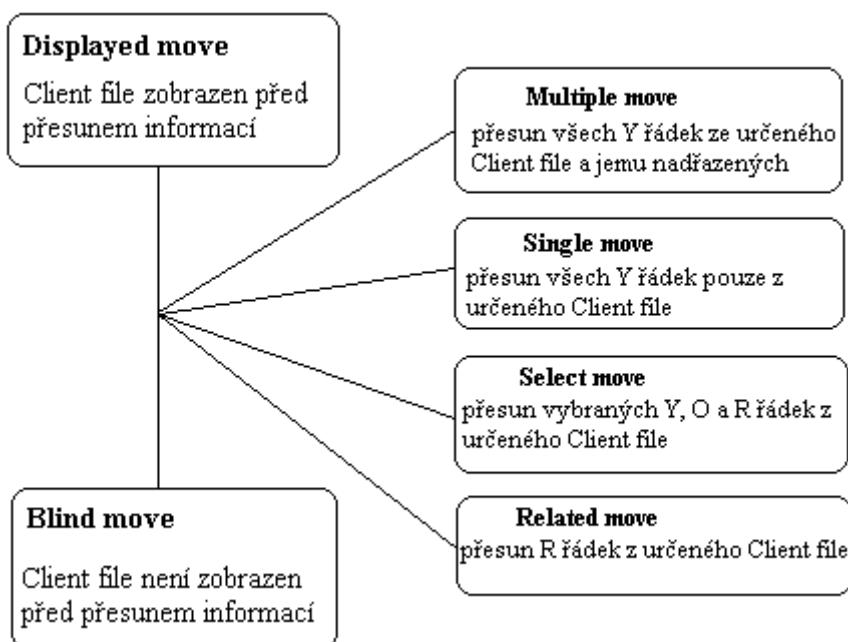 Displayed move
Client file zobrazen před
přesunem informací
Multiple move
přesun všech Y řádek ze určeného
Client file a jemu nadřazených
Single move
přesun všech Y řádek pouze z
určeného Client file
Select move
přesun vybraných Y, O a R řádek z
určeného Client file
Related move
přesun R řádek z určeného Client file
Blind move
Client file není zobrazen
před přesunem informací